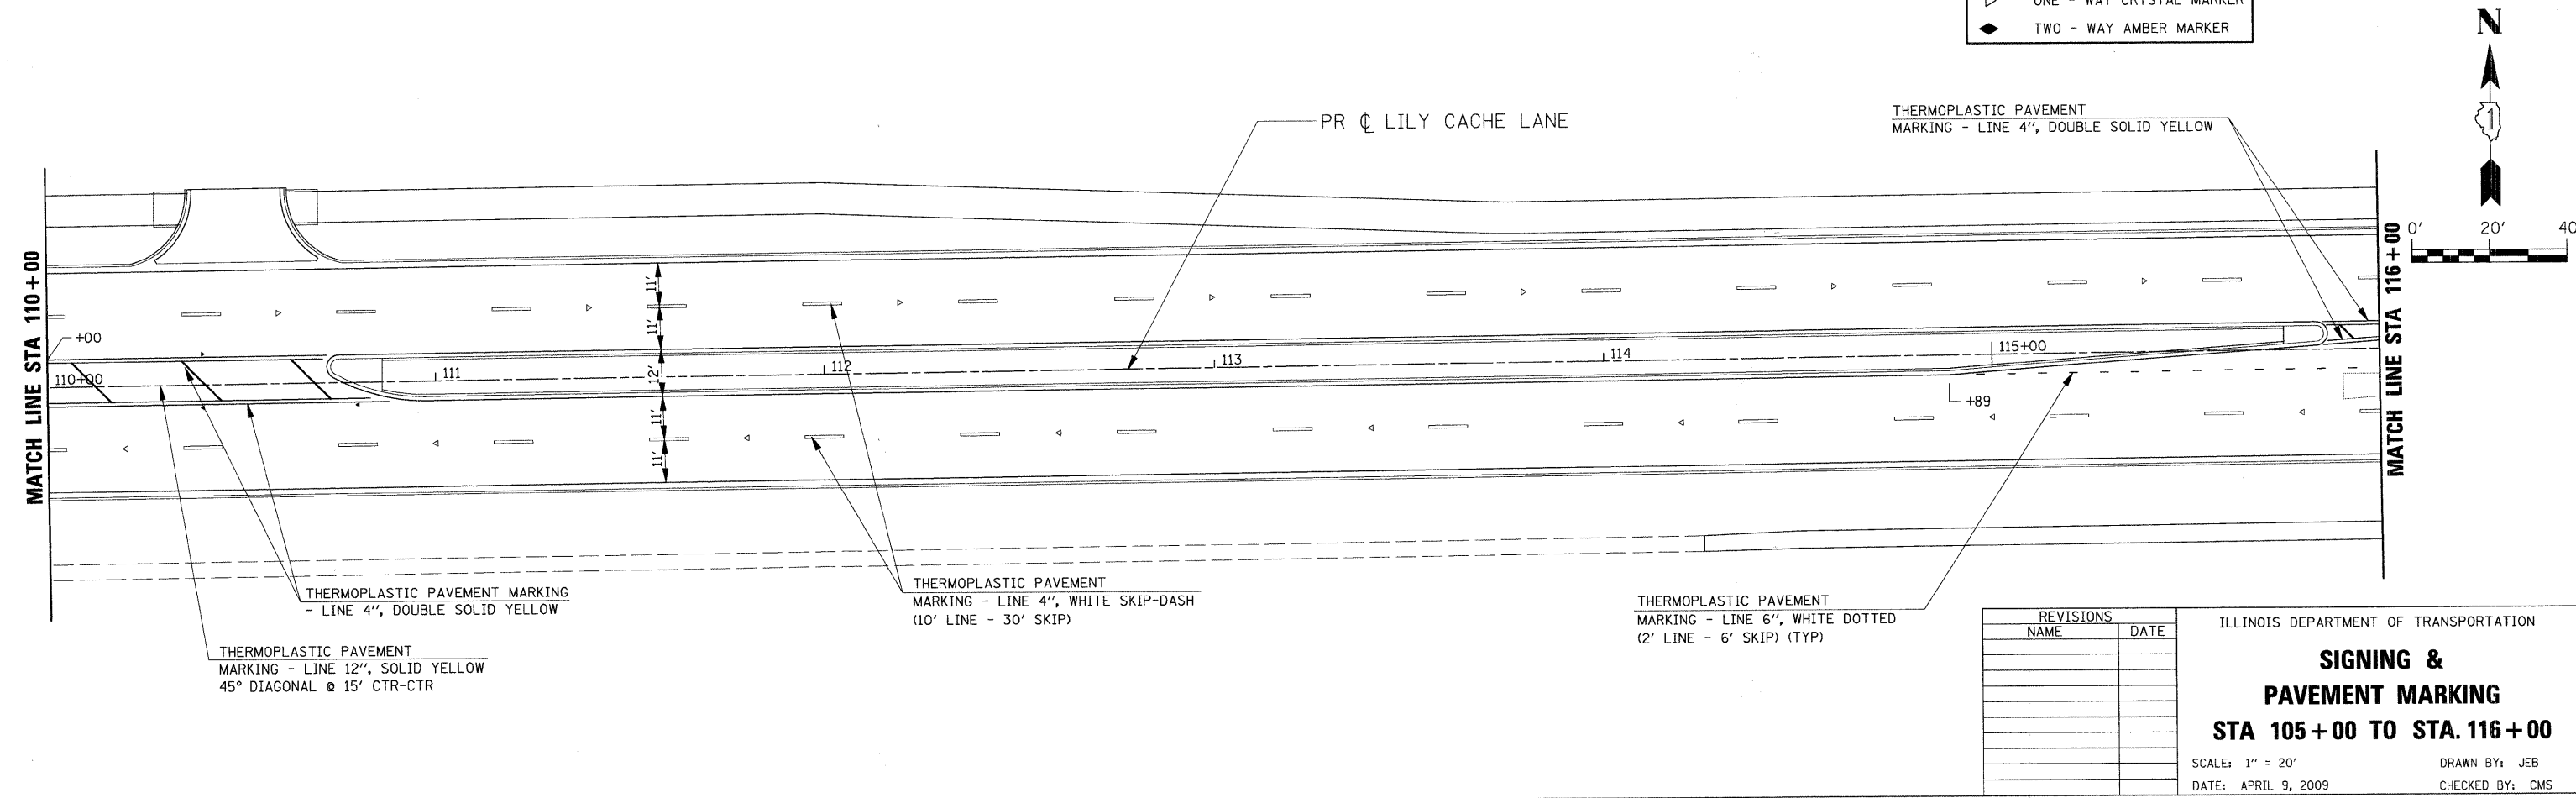 ONE - WAY CRYSTAL MARKER
TWO - WAY AMBER MARKER
N
1
0' 20' 40
PR ℄ LILY CACHE LANE
THERMOPLASTIC PAVEMENT
MARKING - LINE 4", DOUBLE SOLID YELLOW
MATCH LINE STA 110+00
MATCH LINE STA 116+00
+00
110+00
111
112
113
114
115+00
+89
11'
11'
12'
11'
11'
THERMOPLASTIC PAVEMENT MARKING
- LINE 4", DOUBLE SOLID YELLOW
THERMOPLASTIC PAVEMENT
MARKING - LINE 12", SOLID YELLOW
45° DIAGONAL @ 15' CTR-CTR
THERMOPLASTIC PAVEMENT
MARKING - LINE 4", WHITE SKIP-DASH
(10' LINE - 30' SKIP)
THERMOPLASTIC PAVEMENT
MARKING - LINE 6", WHITE DOTTED
(2' LINE - 6' SKIP) (TYP)
REVISIONS
NAME DATE
ILLINOIS DEPARTMENT OF TRANSPORTATION
SIGNING &
PAVEMENT MARKING
STA 105+00 TO STA. 116+00
SCALE: 1" = 20' DRAWN BY: JEB
DATE: APRIL 9, 2009 CHECKED BY: CMS